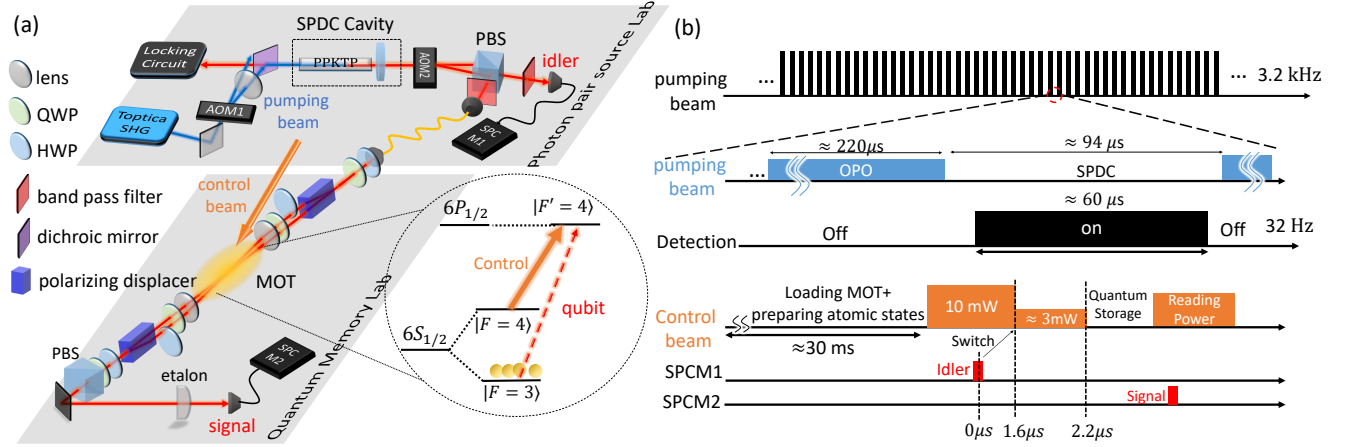 (a)
SPDC Cavity
PBS
Locking
Circuit
PPKTP
AOM2
idler
lens
AOM1
pumping
beam
SPC
M1
Photon pair source Lab
QWP
Toptica
SHG
HWP
control
beam
band pass filter
dichroic mirror
polarizing displacer
MOT
6P1/2
|F′ = 4⟩
Control
qubit
|F = 4⟩
6S1/2
|F = 3⟩
PBS
etalon
SPC
M2
signal
Quantum Memory Lab
(b)
pumping
beam
...
... 3.2 kHz
≈ 220μs
≈ 94 μs
pumping
beam
...
OPO
SPDC
≈ 60 μs
Detection
Off
on
Off
32 Hz
Loading MOT+
preparing atomic states
10 mW
≈ 3mW
Quantum
Storage
Reading
Power
Control
beam
≈30 ms
Switch
SPCM1
Idler
SPCM2
Signal
0μs
1.6μs
2.2μs